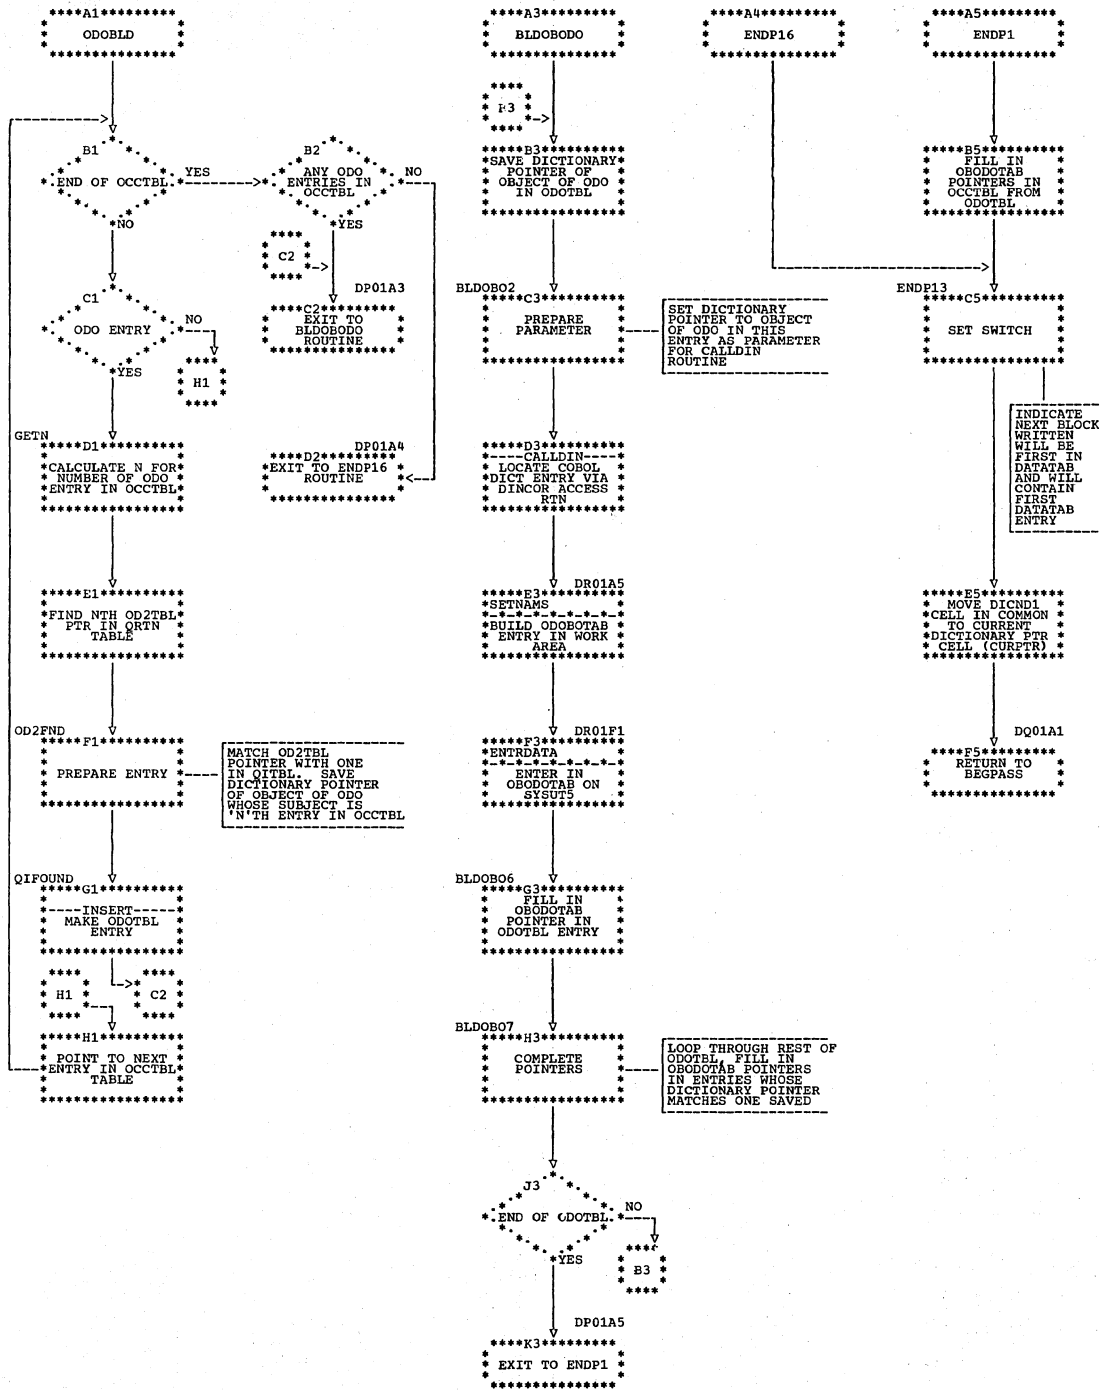 A1
ODOBLD
A3
BLDOBODO
A4
ENDP16
A5
ENDP1
B1
END OF OCCTBL
YES
NO
B2
ANY ODO
ENTRIES IN
OCCTBL
NO
YES
C2
DP01A3
C2
EXIT TO
BLDOBODO
ROUTINE
C1
ODO ENTRY
NO
YES
H1
GETN
D1
CALCULATE N FOR
NUMBER OF ODO
ENTRY IN OCCTBL
DP01A4
D2
EXIT TO ENDP16
ROUTINE
E1
FIND NTH OD2TBL
PTR IN QRTN
TABLE
OD2FND
F1
PREPARE ENTRY
MATCH OD2TBL
POINTER WITH ONE
IN QITBL. SAVE
DICTIONARY POINTER
OF OBJECT OF ODO
WHOSE SUBJECT IS
'N'TH ENTRY IN OCCTBL
QIFOUND
G1
----INSERT-----
MAKE ODOTBL
ENTRY
H1
C2
H1
POINT TO NEXT
ENTRY IN OCCTBL
TABLE
B3
SAVE DICTIONARY
POINTER OF
OBJECT OF ODO
IN ODOTBL
BLDOBO2
C3
PREPARE
PARAMETER
SET DICTIONARY
POINTER TO OBJECT
OF ODO IN THIS
ENTRY AS PARAMETER
FOR CALLDIN
ROUTINE
D3
----CALLDIN----
LOCATE COBOL
DICT ENTRY VIA
DINCOR ACCESS
RTN
DR01A5
E3
SETNAMS
BUILD ODOBOTAB
ENTRY IN WORK
AREA
DR01F1
F3
ENTRDATA
ENTER IN
OBODOTAB ON
SYSUT5
BLDOBO6
G3
FILL IN
OBODOTAB
POINTER IN
ODOTBL ENTRY
BLDOBO7
H3
COMPLETE
POINTERS
LOOP THROUGH REST OF
ODOTBL, FILL IN
OBODOTAB POINTERS
IN ENTRIES WHOSE
DICTIONARY POINTER
MATCHES ONE SAVED
J3
END OF ODOTBL
NO
YES
B3
DP01A5
K3
EXIT TO ENDP1
B5
FILL IN
OBODOTAB
POINTERS IN
OCCTBL FROM
ODOTBL
ENDP13
C5
SET SWITCH
INDICATE
NEXT BLOCK
WRITTEN
WILL BE
FIRST IN
DATATAB
AND WILL
CONTAIN
FIRST
DATATAB
ENTRY
E5
MOVE DICND1
CELL IN COMMON
TO CURRENT
DICTIONARY PTR
CELL (CURPTR)
DQ01A1
F5
RETURN TO
BEGPASS